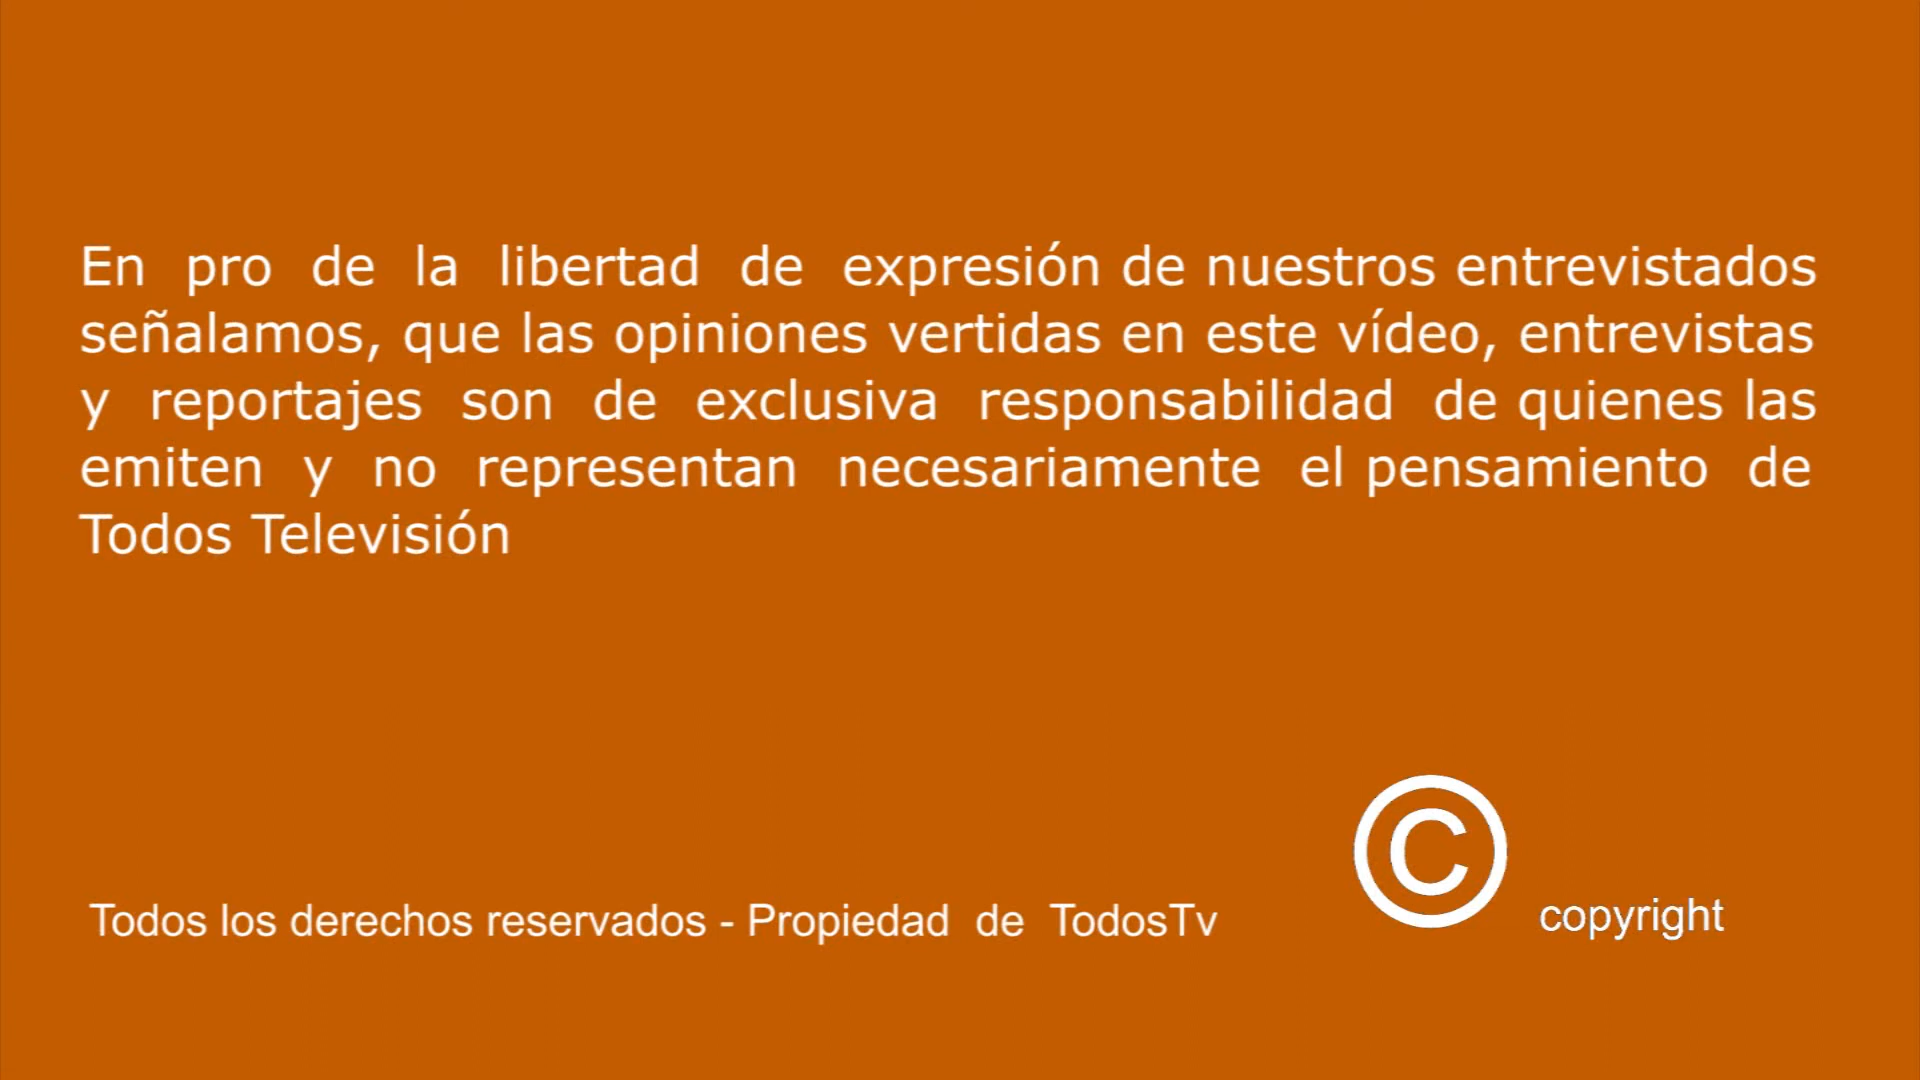 En pro de la libertad de expresión de nuestros entrevistados
señalamos, que las opiniones vertidas en este vídeo, entrevistas
y reportajes son de exclusiva responsabilidad de quienes las
emiten y no representan necesariamente el pensamiento de
Todos Televisión
Todos los derechos reservados - Propiedad de TodosTv
© copyright